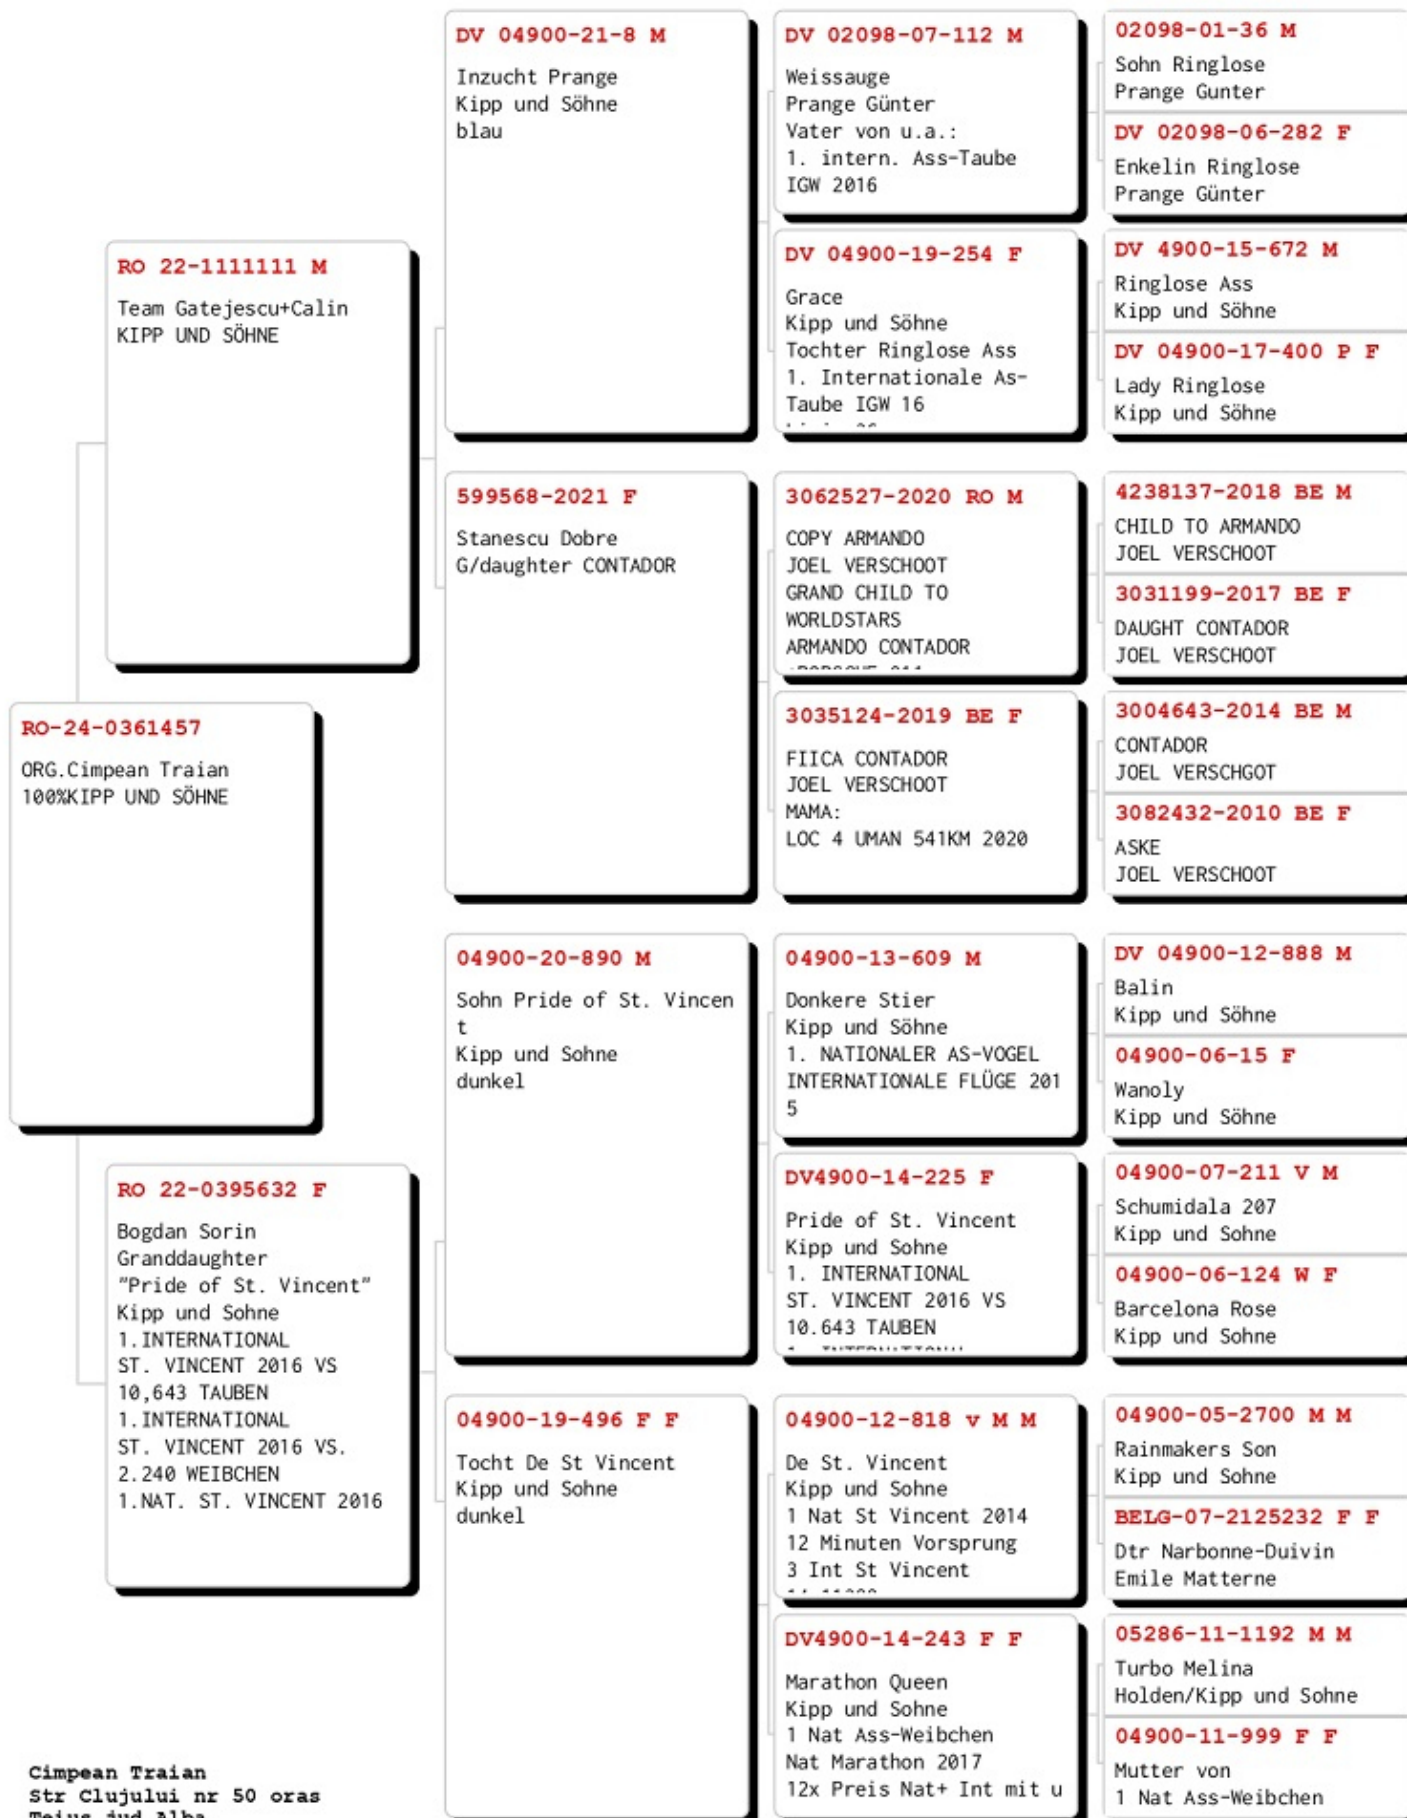 RO-24-0361457
ORG.Cimpean Traian
100%KIPP UND SÖHNE
RO 22-1111111 M
Team Gatejescu+Calin
KIPP UND SÖHNE
RO 22-0395632 F
Bogdan Sorin
Granddaughter
"Pride of St. Vincent"
Kipp und Sohne
1.INTERNATIONAL
ST. VINCENT 2016 VS
10,643 TAUBEN
1.INTERNATIONAL
ST. VINCENT 2016 VS.
2.240 WEIBCHEN
1.NAT. ST. VINCENT 2016
DV 04900-21-8 M
Inzucht Prange
Kipp und Söhne
blau
599568-2021 F
Stanescu Dobre
G/daughter CONTADOR
04900-20-890 M
Sohn Pride of St. Vincen
t
Kipp und Sohne
dunkel
04900-19-496 F F
Tocht De St Vincent
Kipp und Sohne
dunkel
DV 02098-07-112 M
Weissauge
Prange Günter
Vater von u.a.:
1. intern. Ass-Taube
IGW 2016
DV 04900-19-254 F
Grace
Kipp und Söhne
Tochter Ringlose Ass
1. Internationale As-
Taube IGW 16
3062527-2020 RO M
COPY ARMANDO
JOEL VERSCHOOT
GRAND CHILD TO
WORLDSTARS
ARMANDO CONTADOR
3035124-2019 BE F
FIICA CONTADOR
JOEL VERSCHOOT
MAMA:
LOC 4 UMAN 541KM 2020
04900-13-609 M
Donkere Stier
Kipp und Söhne
1. NATIONALER AS-VOGEL
INTERNATIONALE FLÜGE 201
5
DV4900-14-225 F
Pride of St. Vincent
Kipp und Sohne
1. INTERNATIONAL
ST. VINCENT 2016 VS
10.643 TAUBEN
1. INTERNATIONAL
04900-12-818 v M M
De St. Vincent
Kipp und Sohne
1 Nat St Vincent 2014
12 Minuten Vorsprung
3 Int St Vincent
DV4900-14-243 F F
Marathon Queen
Kipp und Sohne
1 Nat Ass-Weibchen
Nat Marathon 2017
12x Preis Nat+ Int mit u
02098-01-36 M
Sohn Ringlose
Prange Gunter
DV 02098-06-282 F
Enkelin Ringlose
Prange Günter
DV 4900-15-672 M
Ringlose Ass
Kipp und Söhne
DV 04900-17-400 P F
Lady Ringlose
Kipp und Söhne
4238137-2018 BE M
CHILD TO ARMANDO
JOEL VERSCHOOT
3031199-2017 BE F
DAUGHT CONTADOR
JOEL VERSCHOOT
3004643-2014 BE M
CONTADOR
JOEL VERSCHGOT
3082432-2010 BE F
ASKE
JOEL VERSCHOOT
DV 04900-12-888 M
Balin
Kipp und Söhne
04900-06-15 F
Wanoly
Kipp und Söhne
04900-07-211 V M
Schumidala 207
Kipp und Sohne
04900-06-124 W F
Barcelona Rose
Kipp und Sohne
04900-05-2700 M M
Rainmakers Son
Kipp und Sohne
BELG-07-2125232 F F
Dtr Narbonne-Duivin
Emile Matterne
05286-11-1192 M M
Turbo Melina
Holden/Kipp und Sohne
04900-11-999 F F
Mutter von
1 Nat Ass-Weibchen
Cimpean Traian
Str Clujului nr 50 oras
Teius jud Alba